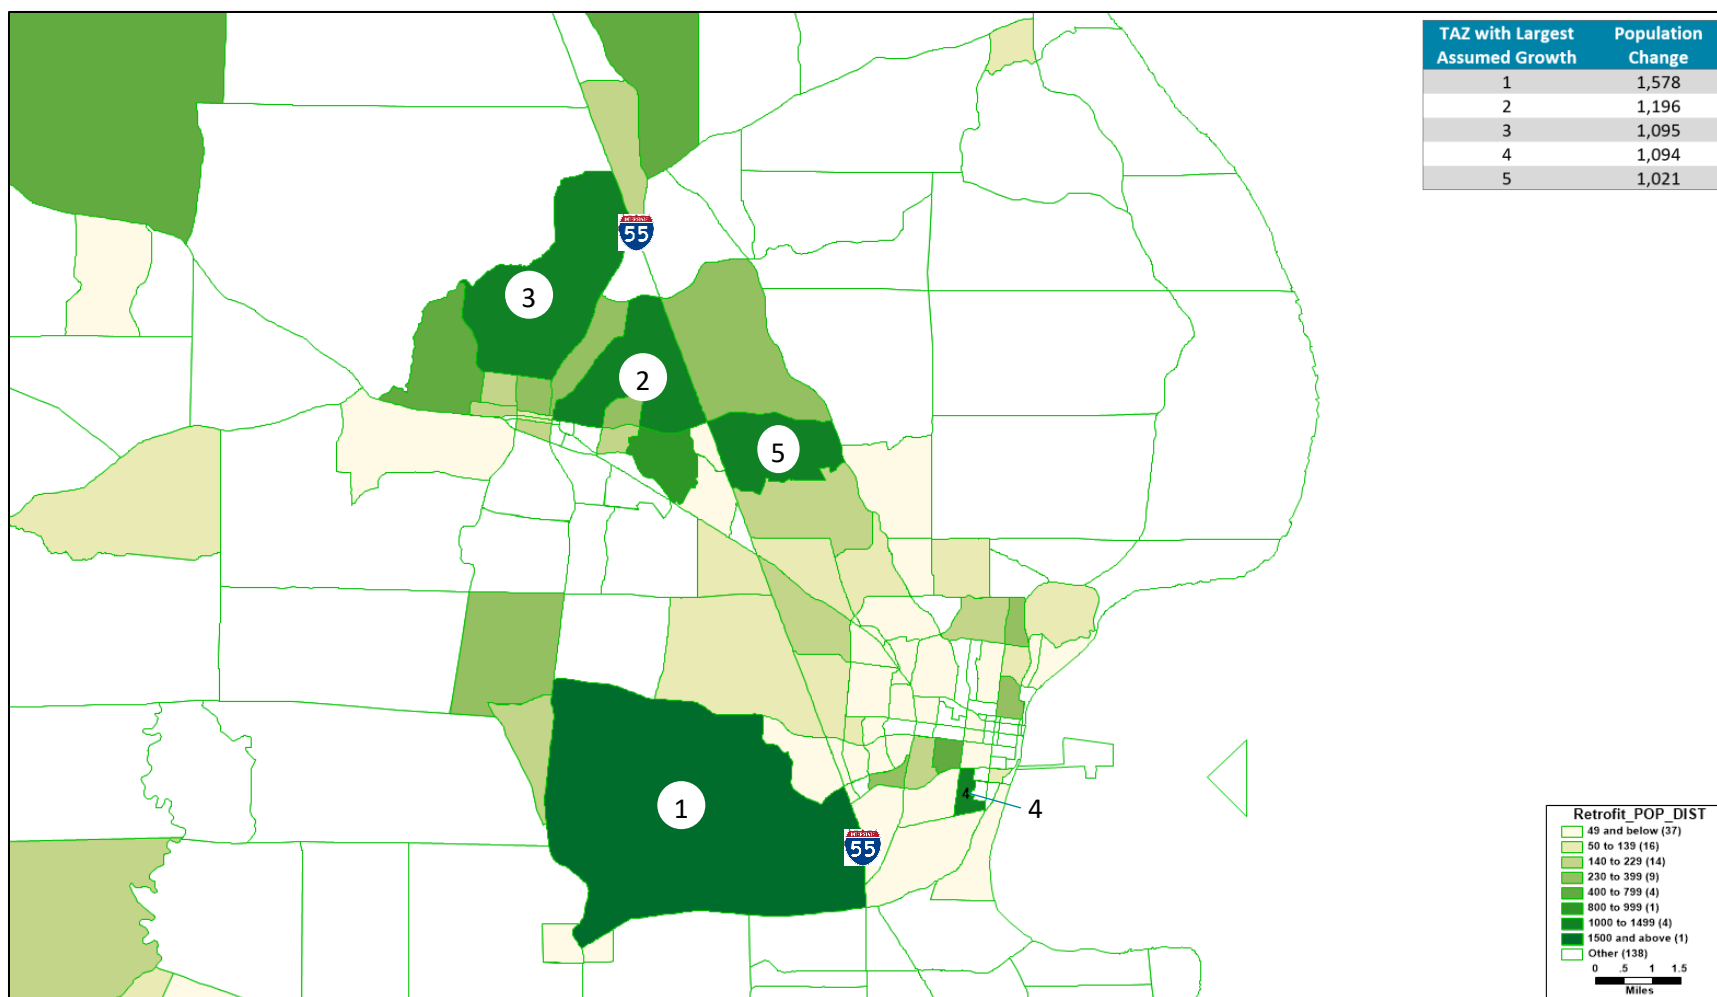 TAZ with Largest Assumed Growth Population Change
1 1,578
2 1,196
3 1,095
4 1,094
5 1,021
55
3
2
5
1
4
4
55
Retrofit_POP_DIST
49 and below (37)
50 to 139 (16)
140 to 229 (14)
230 to 399 (9)
400 to 799 (4)
800 to 999 (1)
1000 to 1499 (4)
1500 and above (1)
Other (138)
0 .5 1 1.5
Miles